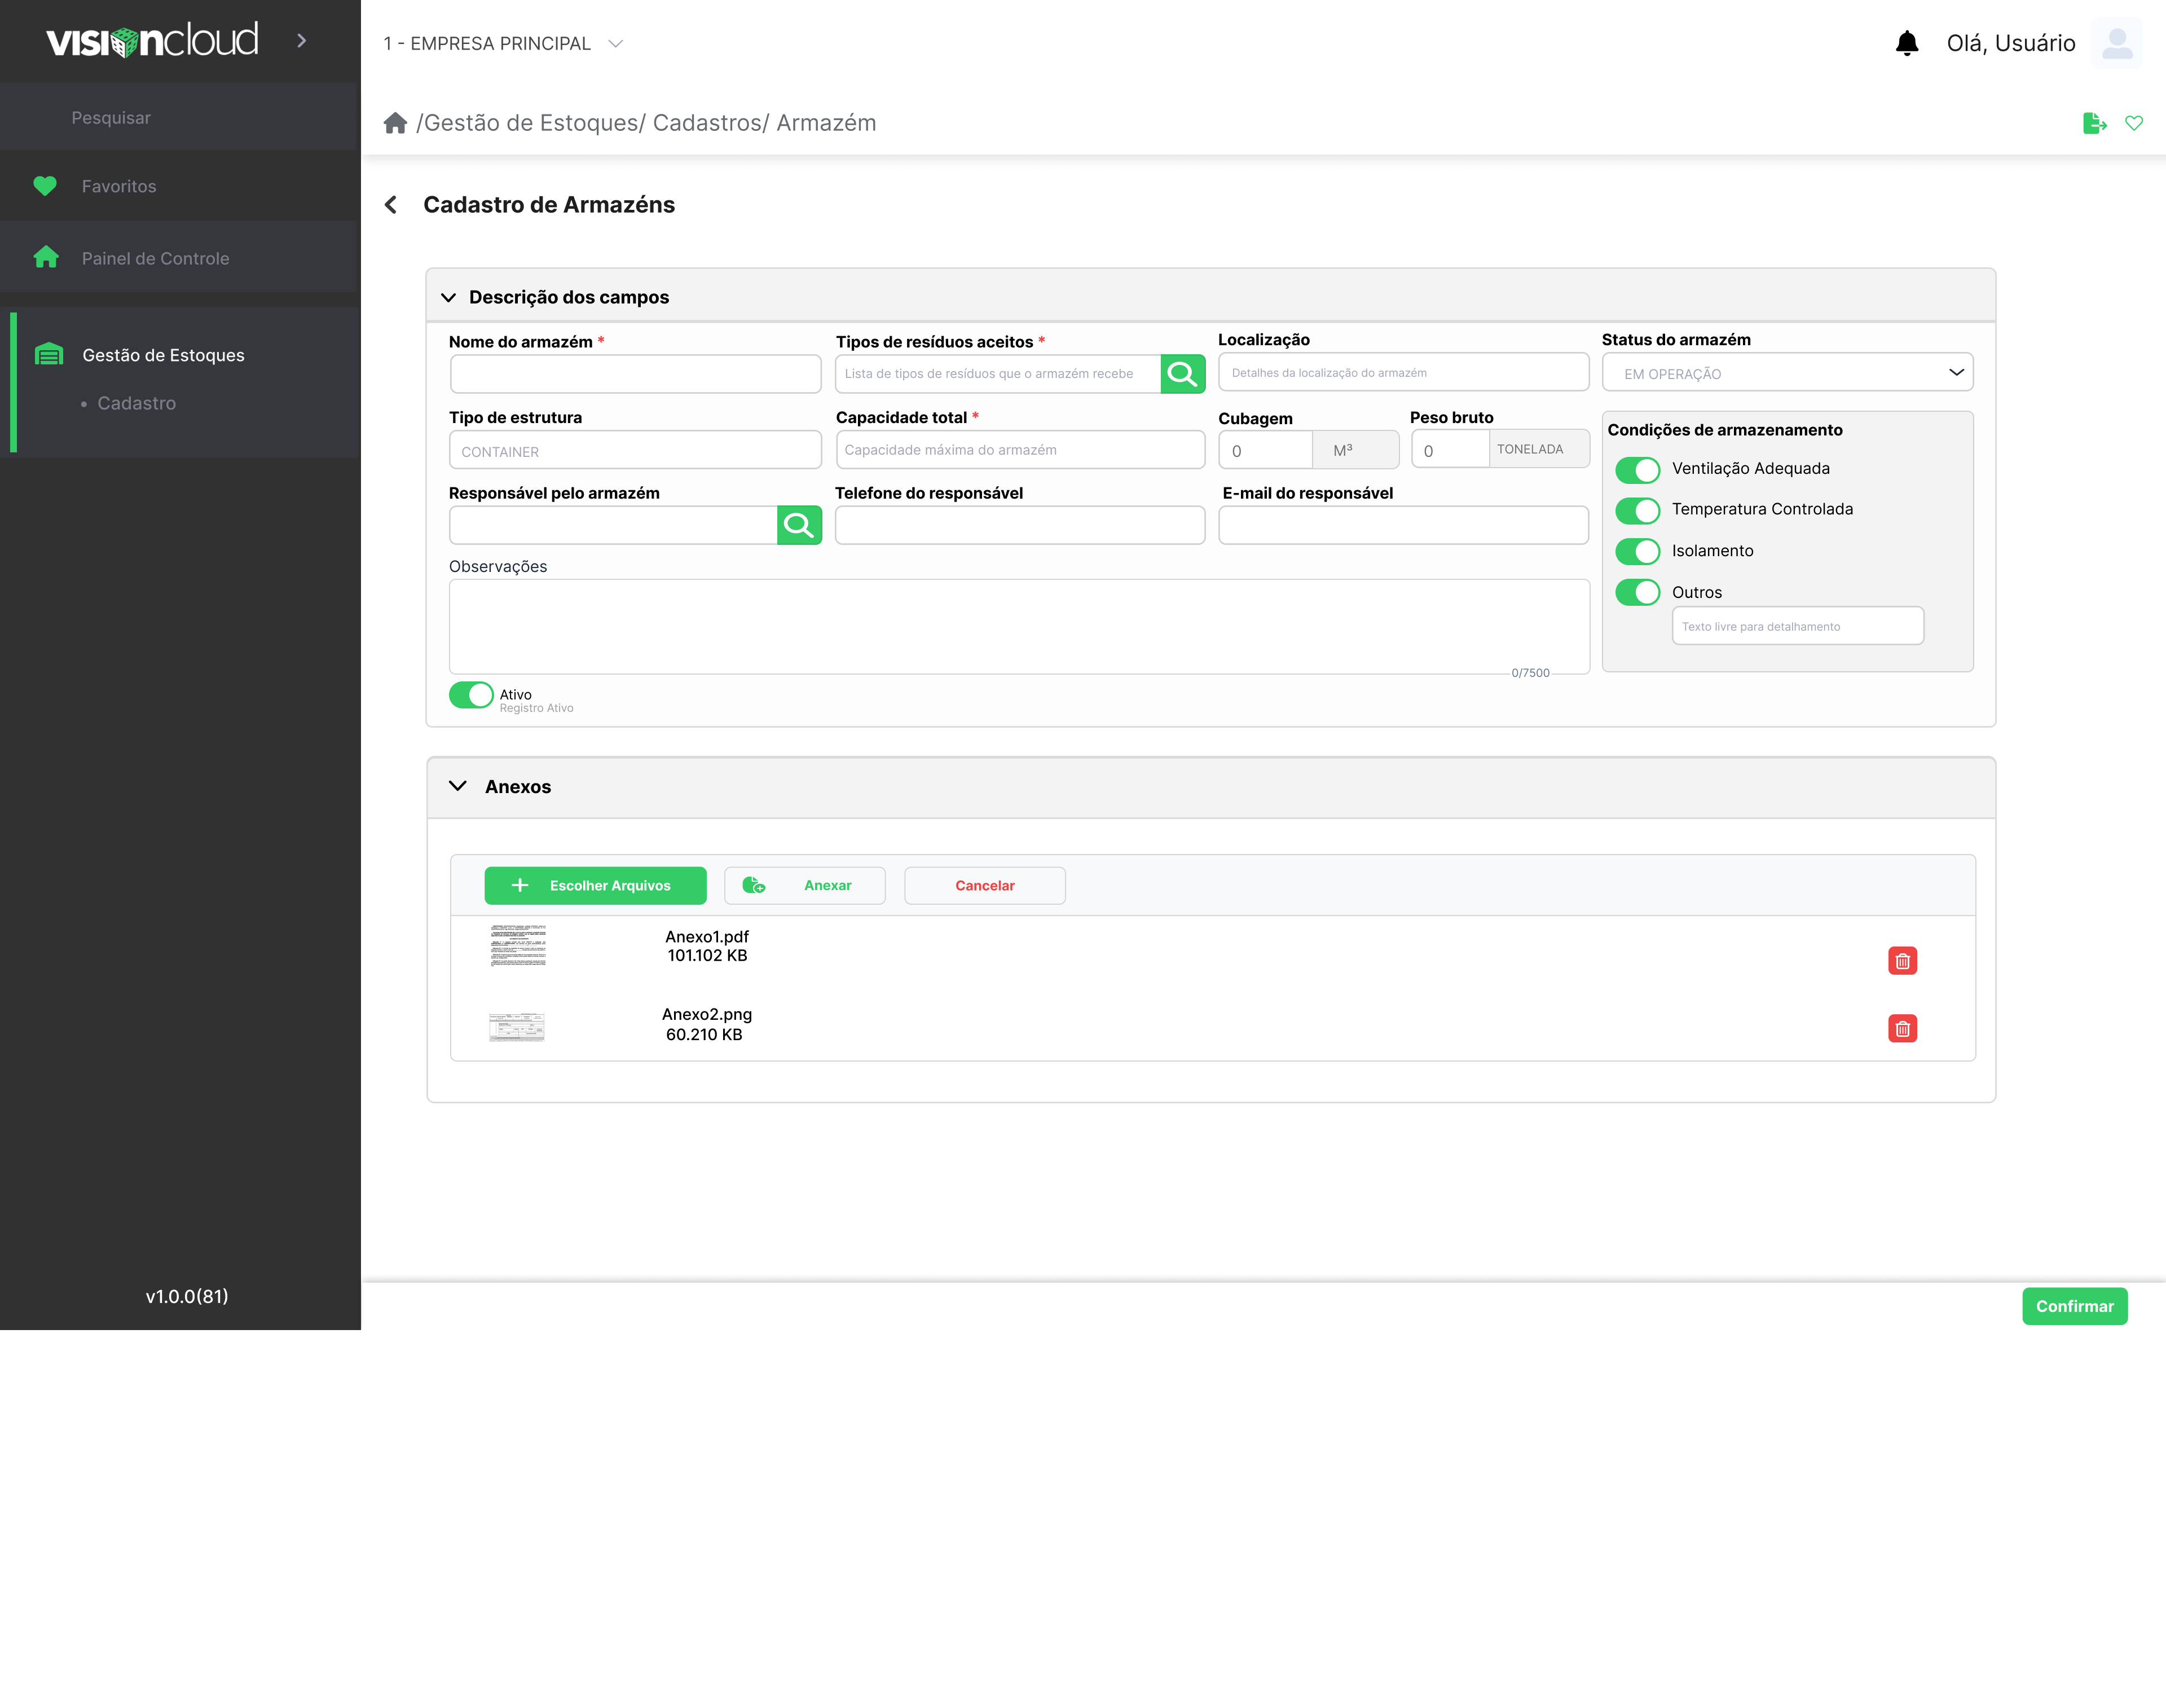 visioncloud
1 - EMPRESA PRINCIPAL
Olá, Usuário
Pesquisar
Favoritos
Painel de Controle
Gestão de Estoques
• Cadastro
v1.0.0(81)
/Gestão de Estoques/ Cadastros/ Armazém
Cadastro de Armazéns
Descrição dos campos
Nome do armazém *
Tipos de resíduos aceitos *
Lista de tipos de resíduos que o armazém recebe
Localização
Detalhes da localização do armazém
Status do armazém
EM OPERAÇÃO
Tipo de estrutura
CONTAINER
Capacidade total *
Capacidade máxima do armazém
Cubagem
0 M³
Peso bruto
0 TONELADA
Condições de armazenamento
Ventilação Adequada
Temperatura Controlada
Isolamento
Outros
Texto livre para detalhamento
Responsável pelo armazém
Telefone do responsável
E-mail do responsável
Observações
0/7500
Ativo
Registro Ativo
Anexos
Escolher Arquivos
Anexar
Cancelar
Anexo1.pdf
101.102 KB
Anexo2.png
60.210 KB
Confirmar